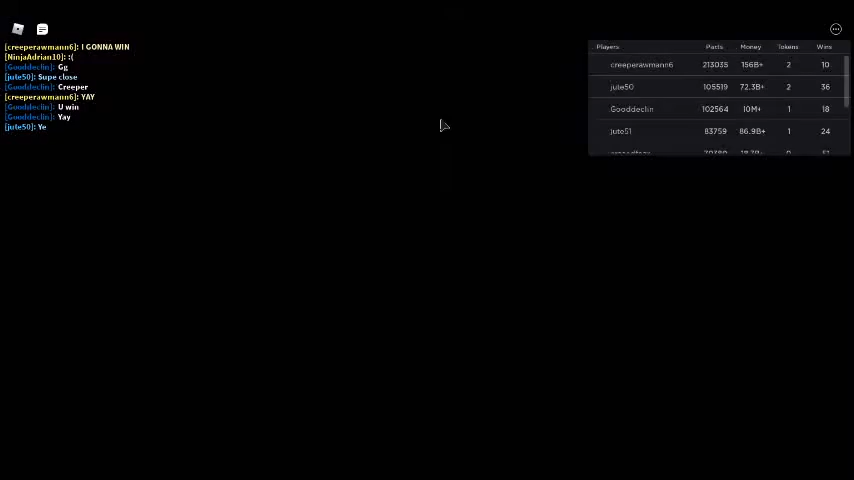 [creeperawmann6]: I GONNA WIN
[NinjaAdrian10]: :(
[Gooddeclin]: Gg
[jute50]: Supe close
[Gooddeclin]: Creeper
[creeperawmann6]: YAY
[Gooddeclin]: U win
[Gooddeclin]: Yay
[jute50]: Ye
Players Pacts Money Tokens Wins
creeperawmann6 213035 156B+ 2 10
jute50 105519 72.3B+ 2 36
Gooddeclin 102564 10M+ 1 18
jute51 83759 86.9B+ 1 24